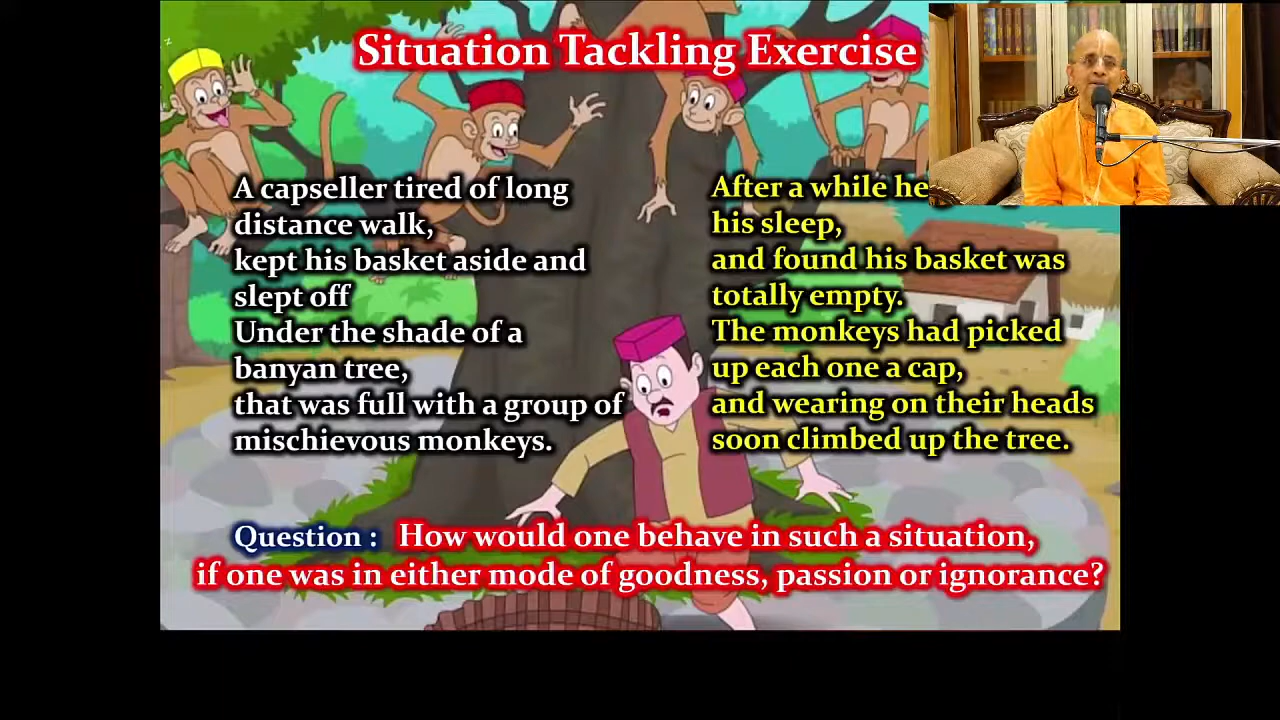 Situation Tackling Exercise
A capseller tired of long
distance walk,
kept his basket aside and
slept off
Under the shade of a
banyan tree,
that was full with a group of
mischievous monkeys.
After a while he
his sleep,
and found his basket was
totally empty.
The monkeys had picked
up each one a cap,
and wearing on their heads
soon climbed up the tree.
Question : How would one behave in such a situation,
if one was in either mode of goodness, passion or ignorance?